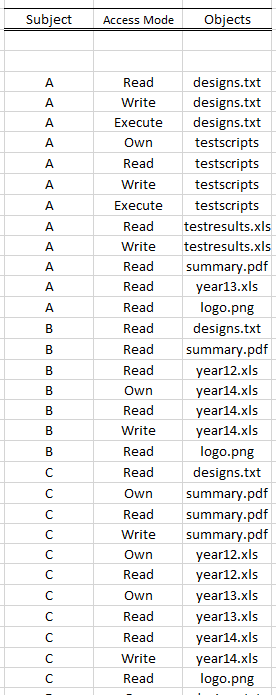 Subject Access Mode Objects
A Read designs.txt
A Write designs.txt
A Execute designs.txt
A Own testscripts
A Read testscripts
A Write testscripts
A Execute testscripts
A Read testresults.xls
A Write testresults.xls
A Read summary.pdf
A Read year13.xls
A Read logo.png
B Read designs.txt
B Read summary.pdf
B Read year12.xls
B Own year14.xls
B Read year14.xls
B Write year14.xls
B Read logo.png
C Read designs.txt
C Own summary.pdf
C Read summary.pdf
C Write summary.pdf
C Own year12.xls
C Read year12.xls
C Own year13.xls
C Read year13.xls
C Read year14.xls
C Write year14.xls
C Read logo.png